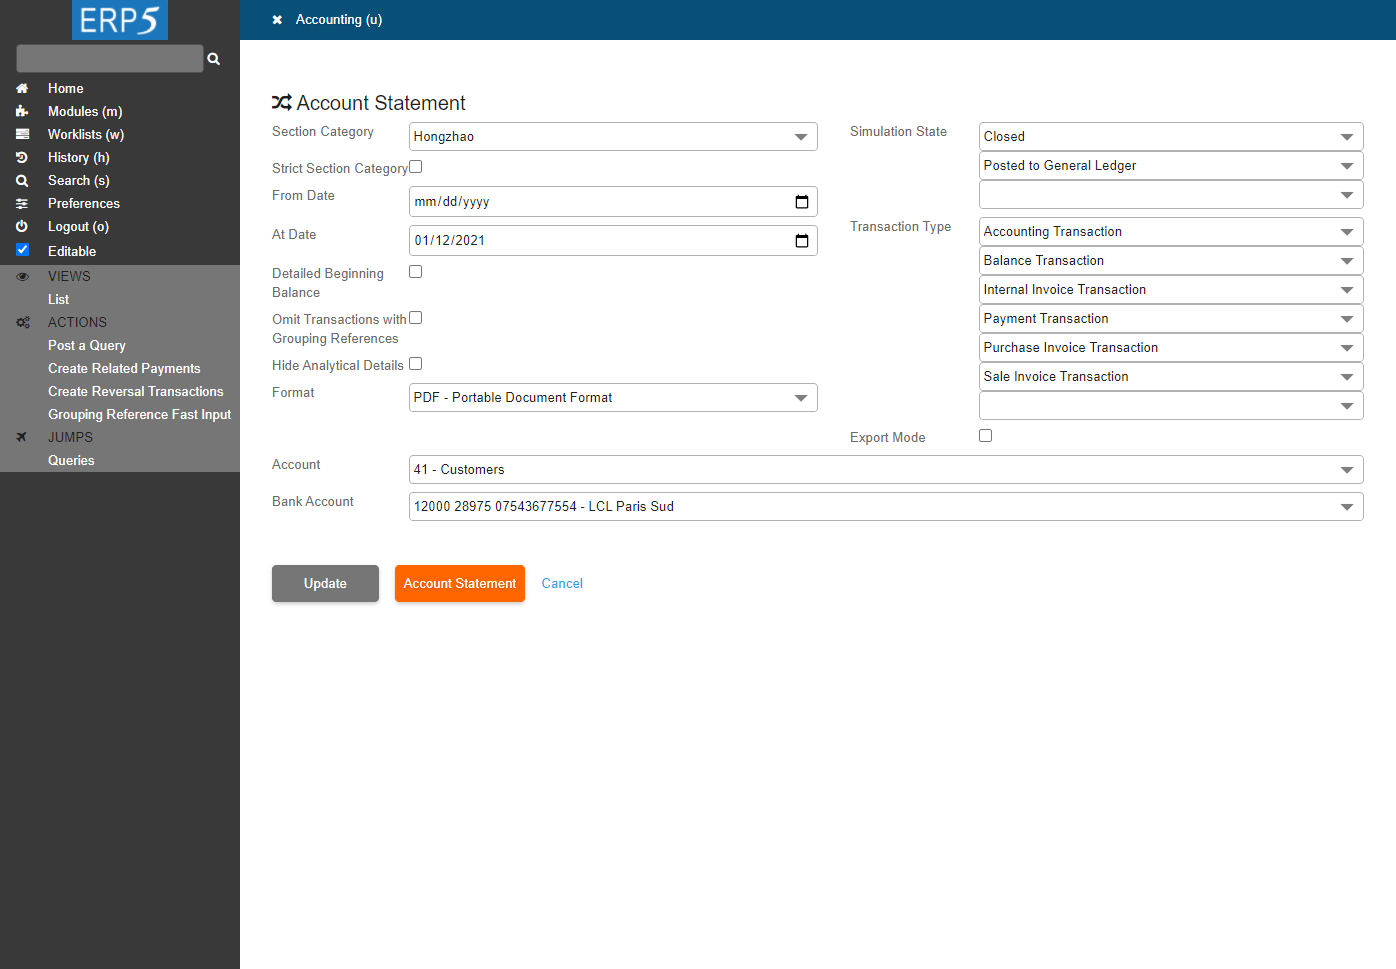 ERP5
Accounting (u)
Home
Modules (m)
Worklists (w)
History (h)
Search (s)
Preferences
Logout (o)
Editable
VIEWS
List
ACTIONS
Post a Query
Create Related Payments
Create Reversal Transactions
Grouping Reference Fast Input
JUMPS
Queries
Account Statement
Section Category
Hongzhao
Strict Section Category
From Date
mm/dd/yyyy
At Date
01/12/2021
Detailed Beginning
Balance
Omit Transactions with
Grouping References
Hide Analytical Details
Format
PDF - Portable Document Format
Simulation State
Closed
Posted to General Ledger
Transaction Type
Accounting Transaction
Balance Transaction
Internal Invoice Transaction
Payment Transaction
Purchase Invoice Transaction
Sale Invoice Transaction
Export Mode
Account
41 - Customers
Bank Account
12000 28975 07543677554 - LCL Paris Sud
Update
Account Statement
Cancel